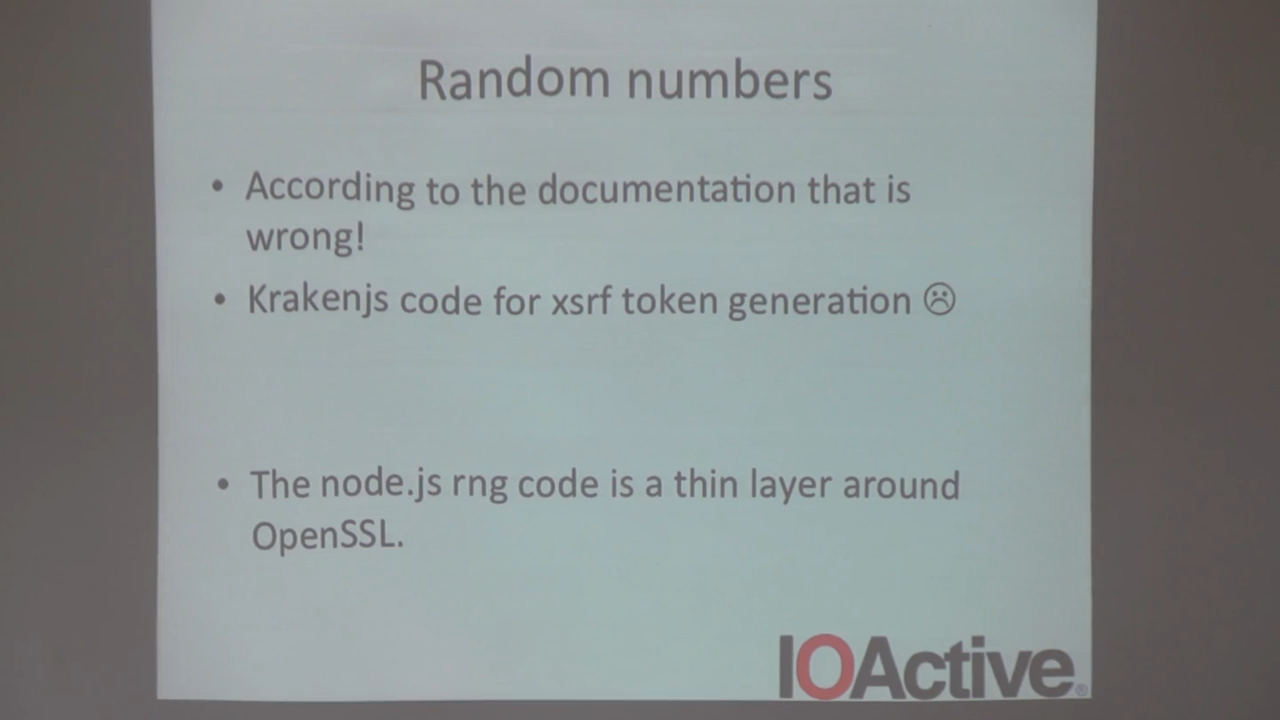 Random numbers
• According to the documentation that is
wrong!
• Krakenjs code for xsrf token generation ☹
• The node.js rng code is a thin layer around
OpenSSL.
IOActive®